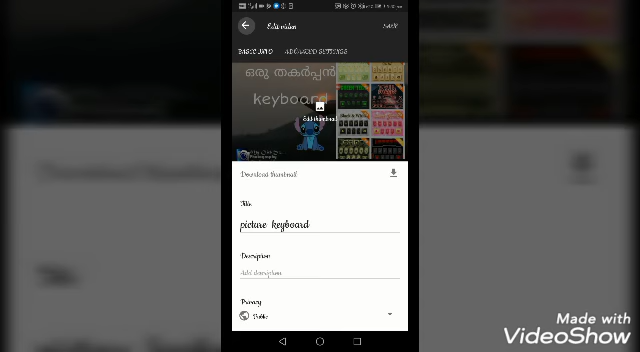 Edit video
SAVE
BASIC INFO
ADVANCED SETTINGS
ഒരു തകർപ്പൻ
keyboard
Edit thumbnail
Download thumbnail
Title
picture keyboard
Description
Add description
Privacy
Public
Made with
VideoShow